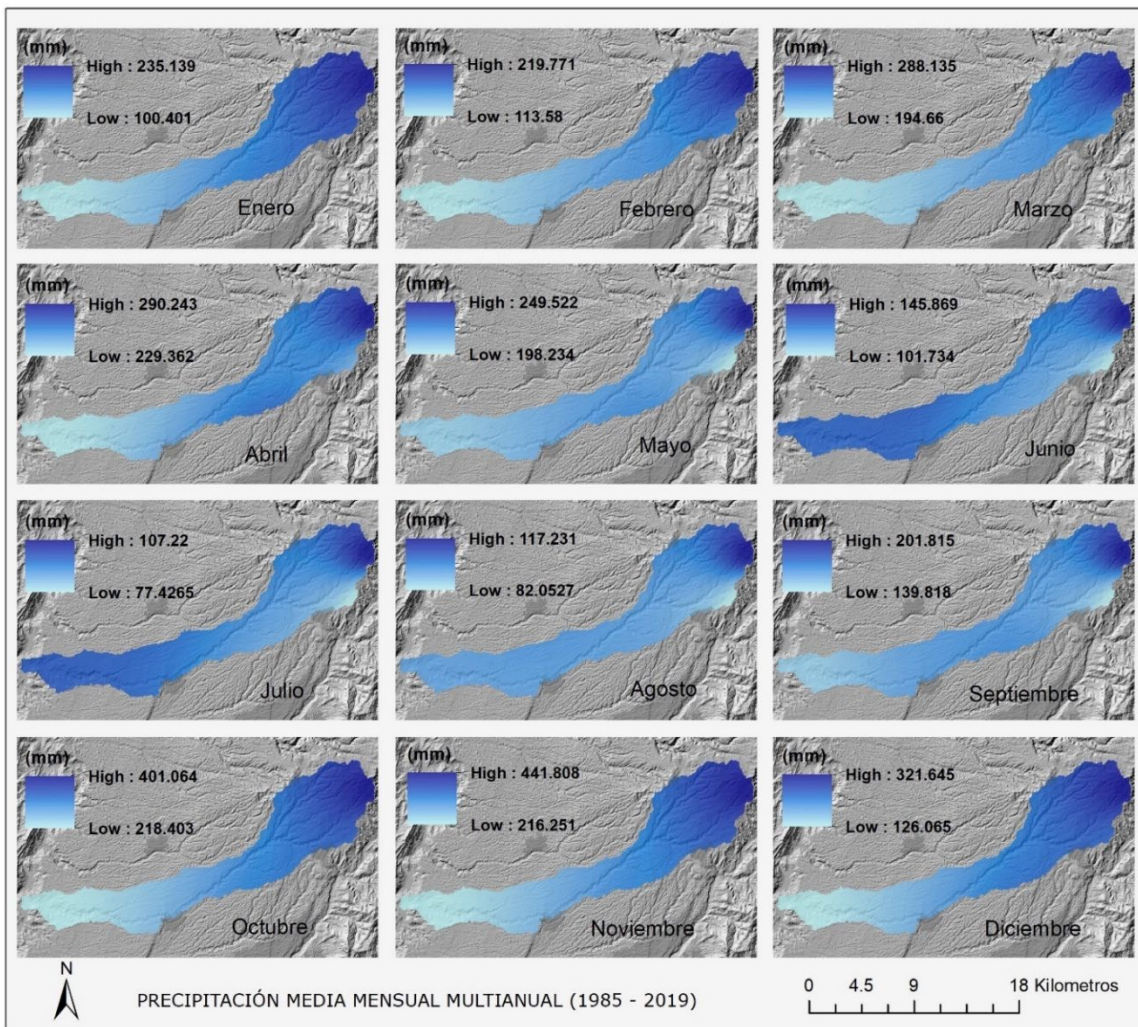 (mm)
High : 235.139
Low : 100.401
Enero
(mm)
High : 219.771
Low : 113.58
Febrero
(mm)
High : 288.135
Low : 194.66
Marzo
(mm)
High : 290.243
Low : 229.362
Abril
(mm)
High : 249.522
Low : 198.234
Mayo
(mm)
High : 145.869
Low : 101.734
Junio
(mm)
High : 107.22
Low : 77.4265
Julio
(mm)
High : 117.231
Low : 82.0527
Agosto
(mm)
High : 201.815
Low : 139.818
Septiembre
(mm)
High : 401.064
Low : 218.403
Octubre
(mm)
High : 441.808
Low : 216.251
Noviembre
(mm)
High : 321.645
Low : 126.065
Diciembre
N
PRECIPITACIÓN MEDIA MENSUAL MULTIANUAL (1985 - 2019)
0 4.5 9 18 Kilometros